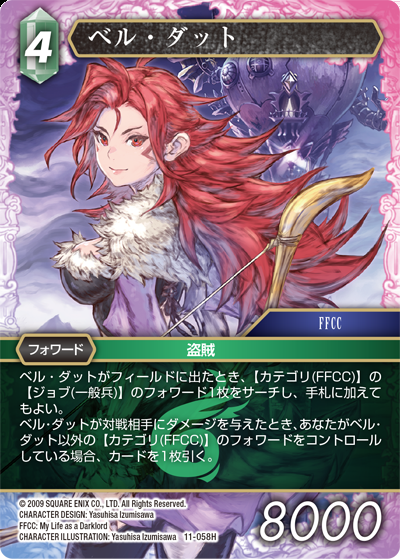 4
ベル・ダット
FFCC
フォワード
盗賊
ベル・ダットがフィールドに出たとき、【カテゴリ(FFCC)】の
【ジョブ(一般兵)】のフォワード1枚をサーチし、手札に加えて
もよい。
ベル・ダットが対戦相手にダメージを与えたとき、あなたがベル・
ダット以外の【カテゴリ(FFCC)】のフォワードをコントロール
している場合、カードを1枚引く。
© 2009 SQUARE ENIX CO., LTD. All Rights Reserved.
CHARACTER DESIGN: Yasuhisa Izumisawa
FFCC: My Life as a Darklord
CHARACTER ILLUSTRATION: Yasuhisa Izumisawa 11-058H
8000